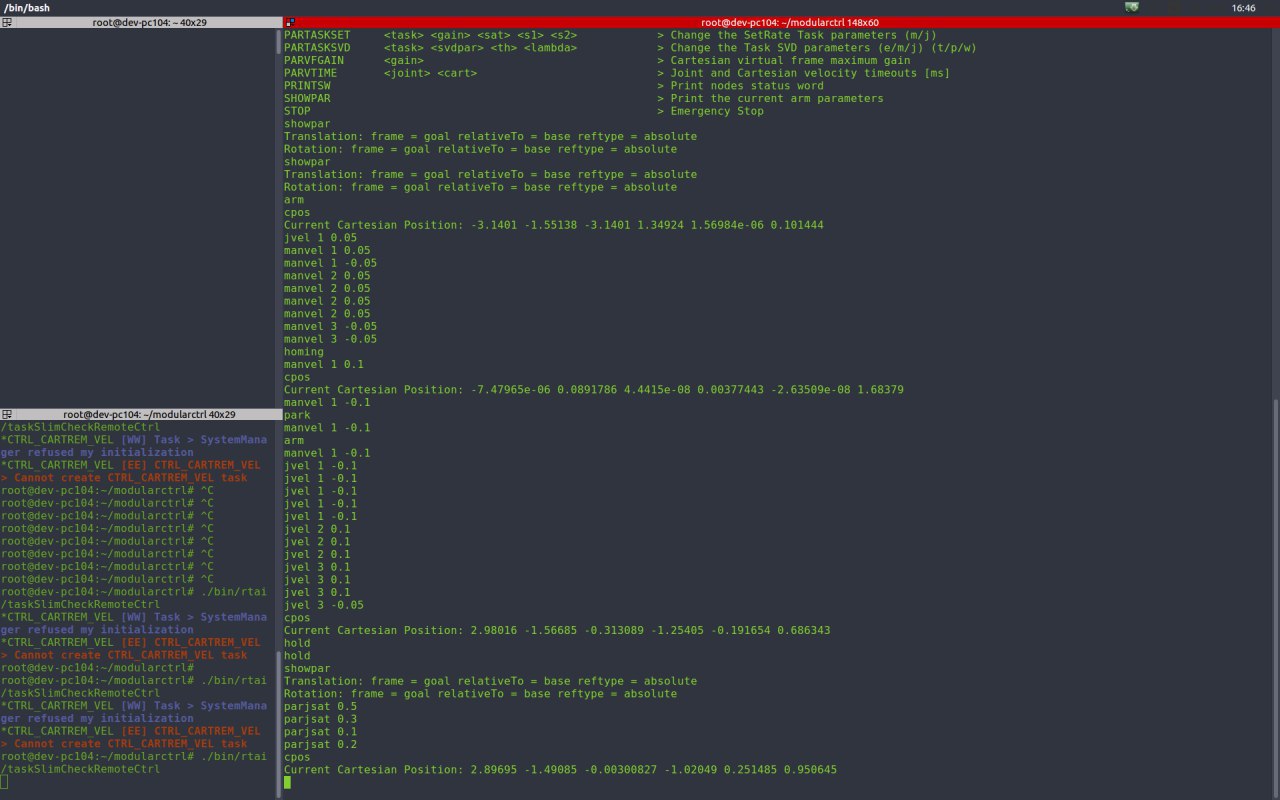 /bin/bash
16:46
root@dev-pc104: ~ 40x29
root@dev-pc104: ~/modularctrl 148x60
PARTASKSET <task> <gain> <sat> <s1> <s2> > Change the SetRate Task parameters (m/j)
PARTASKSVD <task> <svdpar> <th> <lambda> > Change the Task SVD parameters (e/m/j) (t/p/w)
PARVFGAIN <gain> > Cartesian virtual frame maximum gain
PARVTIME <joint> <cart> > Joint and Cartesian velocity timeouts [ms]
PRINTSW > Print nodes status word
SHOWPAR > Print the current arm parameters
STOP > Emergency Stop
showpar
Translation: frame = goal relativeTo = base reftype = absolute
Rotation: frame = goal relativeTo = base reftype = absolute
showpar
Translation: frame = goal relativeTo = base reftype = absolute
Rotation: frame = goal relativeTo = base reftype = absolute
arm
cpos
Current Cartesian Position: -3.1401 -1.55138 -3.1401 1.34924 1.56984e-06 0.101444
jvel 1 0.05
manvel 1 0.05
manvel 1 -0.05
manvel 2 0.05
manvel 2 0.05
manvel 2 0.05
manvel 2 0.05
manvel 3 -0.05
manvel 3 -0.05
homing
manvel 1 0.1
cpos
Current Cartesian Position: -7.47965e-06 0.0891786 4.4415e-08 0.00377443 -2.63509e-08 1.68379
manvel 1 -0.1
park
manvel 1 -0.1
arm
manvel 1 -0.1
jvel 1 -0.1
jvel 1 -0.1
jvel 1 -0.1
jvel 1 -0.1
jvel 1 -0.1
jvel 2 0.1
jvel 2 0.1
jvel 2 0.1
jvel 3 0.1
jvel 3 0.1
jvel 3 0.1
jvel 3 -0.05
cpos
Current Cartesian Position: 2.98016 -1.56685 -0.313089 -1.25405 -0.191654 0.686343
hold
hold
showpar
Translation: frame = goal relativeTo = base reftype = absolute
Rotation: frame = goal relativeTo = base reftype = absolute
parjsat 0.5
parjsat 0.3
parjsat 0.1
parjsat 0.2
cpos
Current Cartesian Position: 2.89695 -1.49085 -0.00300827 -1.02049 0.251485 0.950645
root@dev-pc104: ~/modularctrl 40x29
/taskSlimCheckRemoteCtrl
*CTRL_CARTREM_VEL [WW] Task > SystemMana
ger refused my initialization
*CTRL_CARTREM_VEL [EE] CTRL_CARTREM_VEL
> Cannot create CTRL_CARTREM_VEL task
root@dev-pc104:~/modularctrl# ^C
root@dev-pc104:~/modularctrl# ^C
root@dev-pc104:~/modularctrl# ^C
root@dev-pc104:~/modularctrl# ^C
root@dev-pc104:~/modularctrl# ^C
root@dev-pc104:~/modularctrl# ^C
root@dev-pc104:~/modularctrl# ^C
root@dev-pc104:~/modularctrl# ^C
root@dev-pc104:~/modularctrl# ./bin/rtai
/taskSlimCheckRemoteCtrl
*CTRL_CARTREM_VEL [WW] Task > SystemMana
ger refused my initialization
*CTRL_CARTREM_VEL [EE] CTRL_CARTREM_VEL
> Cannot create CTRL_CARTREM_VEL task
root@dev-pc104:~/modularctrl#
root@dev-pc104:~/modularctrl# ./bin/rtai
/taskSlimCheckRemoteCtrl
*CTRL_CARTREM_VEL [WW] Task > SystemMana
ger refused my initialization
*CTRL_CARTREM_VEL [EE] CTRL_CARTREM_VEL
> Cannot create CTRL_CARTREM_VEL task
root@dev-pc104:~/modularctrl# ./bin/rtai
/taskSlimCheckRemoteCtrl